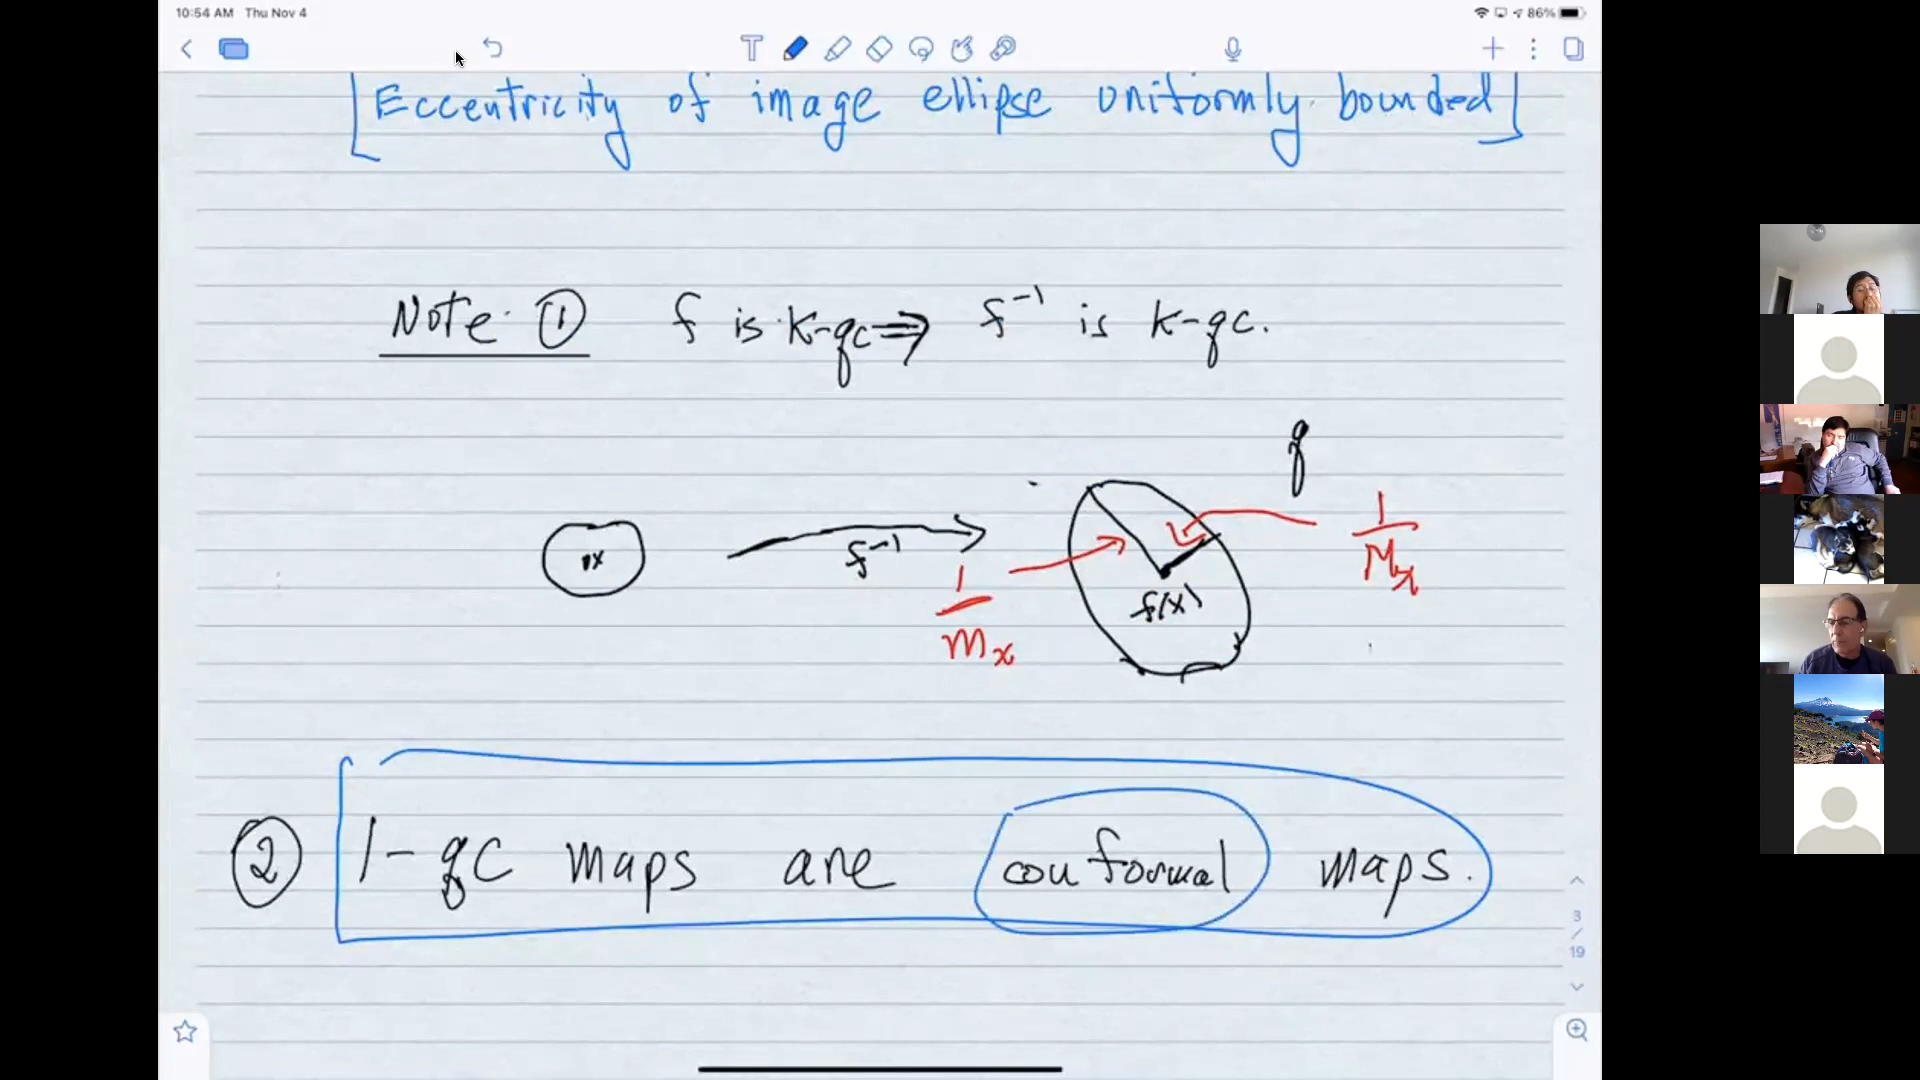 10:54 AM Thu Nov 4
86%
T
[Eccentricity of image ellipse uniformly bounded]
Note: ① f is K-qc ⇒ f⁻¹ is K-qc.
x
f⁻¹
1/mₓ
f(x)
1/Mₓ
② 1-qc maps are conformal maps.
3
/
19